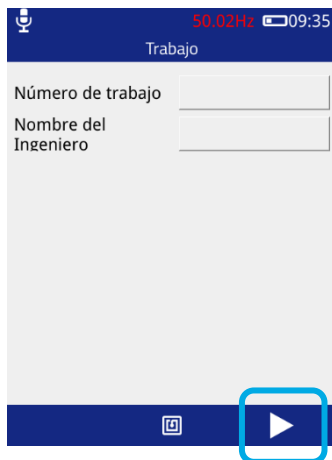 50.02Hz 09:35
Trabajo
Número de trabajo
Nombre del
Ingeniero